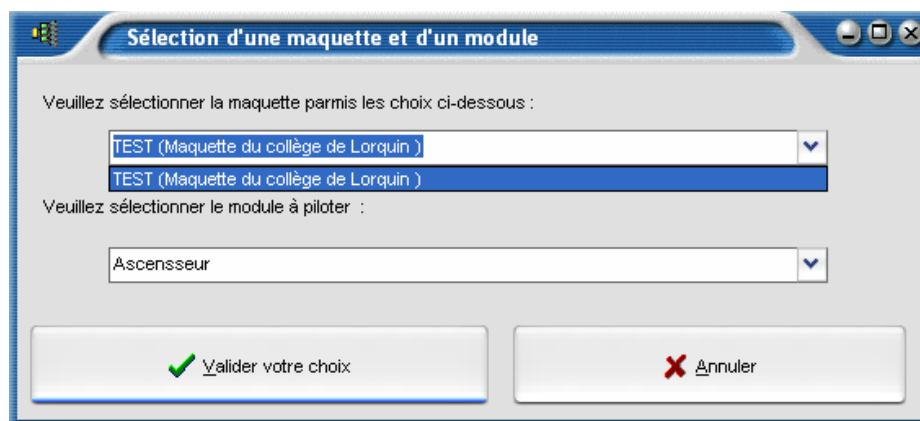 Sélection d'une maquette et d'un module
Veuillez sélectionner la maquette parmis les choix ci-dessous :
TEST (Maquette du collège de Lorquin )
TEST (Maquette du collège de Lorquin )
Veuillez sélectionner le module à piloter :
Ascensseur
Valider votre choix
Annuler